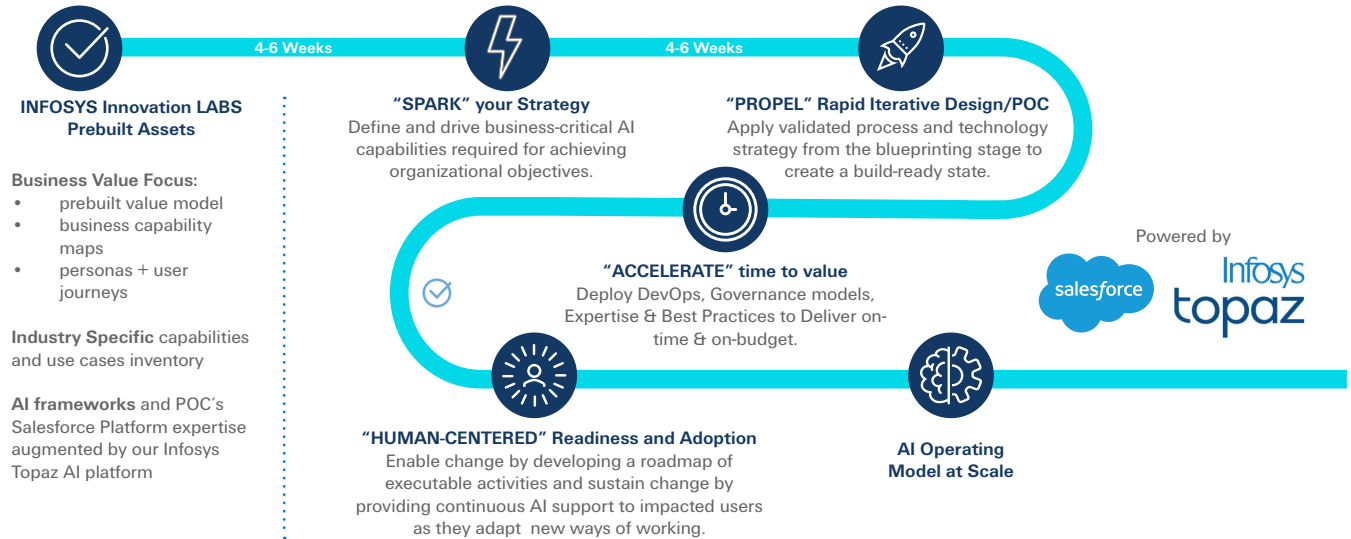 4-6 Weeks
4-6 Weeks
INFOSYS Innovation LABS
Prebuilt Assets
Business Value Focus:
• prebuilt value model
• business capability
maps
• personas + user
journeys
Industry Specific capabilities
and use cases inventory
AI frameworks and POC's
Salesforce Platform expertise
augmented by our Infosys
Topaz AI platform
“SPARK” your Strategy
Define and drive business-critical AI
capabilities required for achieving
organizational objectives.
“PROPEL” Rapid Iterative Design/POC
Apply validated process and technology
strategy from the blueprinting stage to
create a build-ready state.
“ACCELERATE” time to value
Deploy DevOps, Governance models,
Expertise & Best Practices to Deliver on-
time & on-budget.
Powered by
salesforce
Infosys
topaz
“HUMAN-CENTERED” Readiness and Adoption
Enable change by developing a roadmap of
executable activities and sustain change by
providing continuous AI support to impacted users
as they adapt new ways of working.
AI Operating
Model at Scale